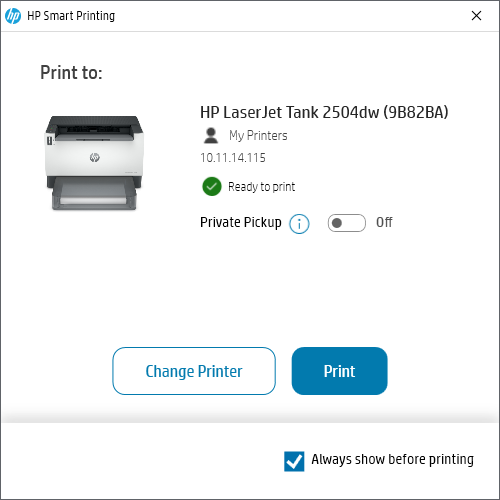 hp HP Smart Printing
Print to:
HP LaserJet Tank 2504dw (9B82BA)
My Printers
10.11.14.115
Ready to print
Private Pickup i Off
Change Printer Print
Always show before printing